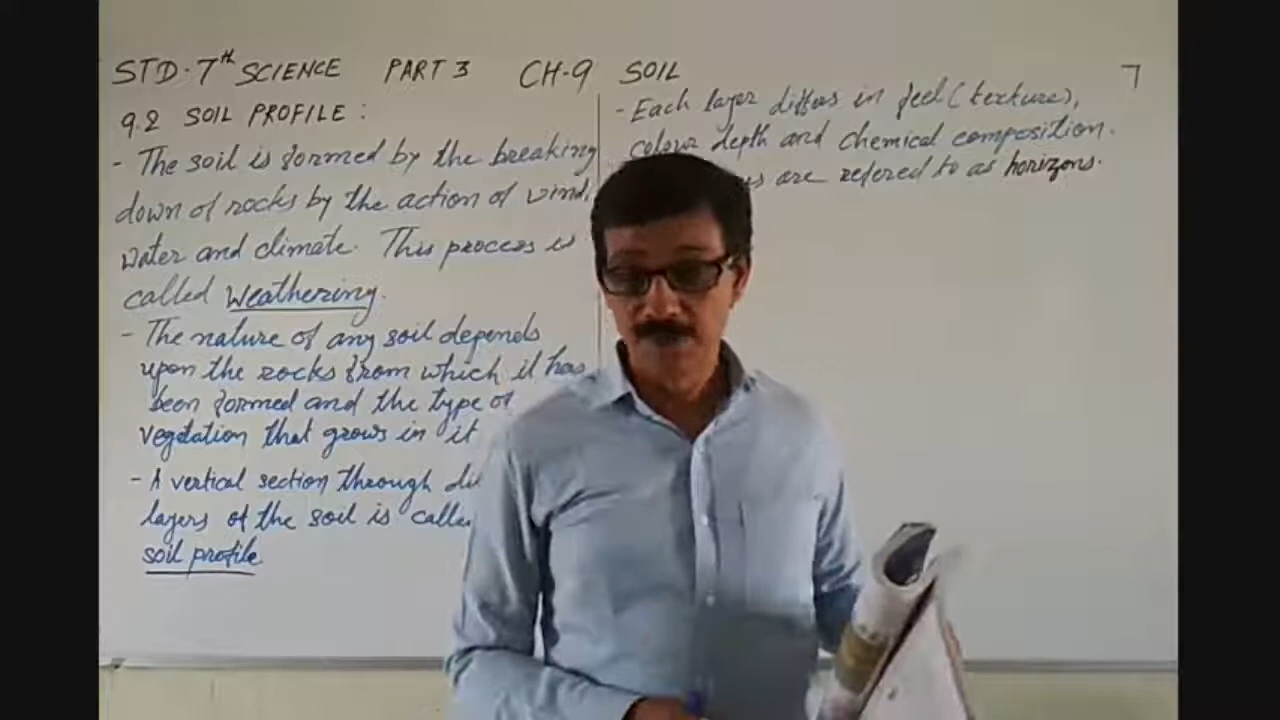 STD. 7th SCIENCE PART 3 CH-9 SOIL
7
9.2 SOIL PROFILE :
- The soil is formed by the breaking
down of rocks by the action of wind,
water and climate. This process is
called Weathering.
- The nature of any soil depends
upon the rocks from which it has
been formed and the type of
vegetation that grows in it
- A vertical section through
layers of the soil is
soil profile.
- Each layer differs in feel (texture),
colour depth and chemical composition.
are refered to as horizons.